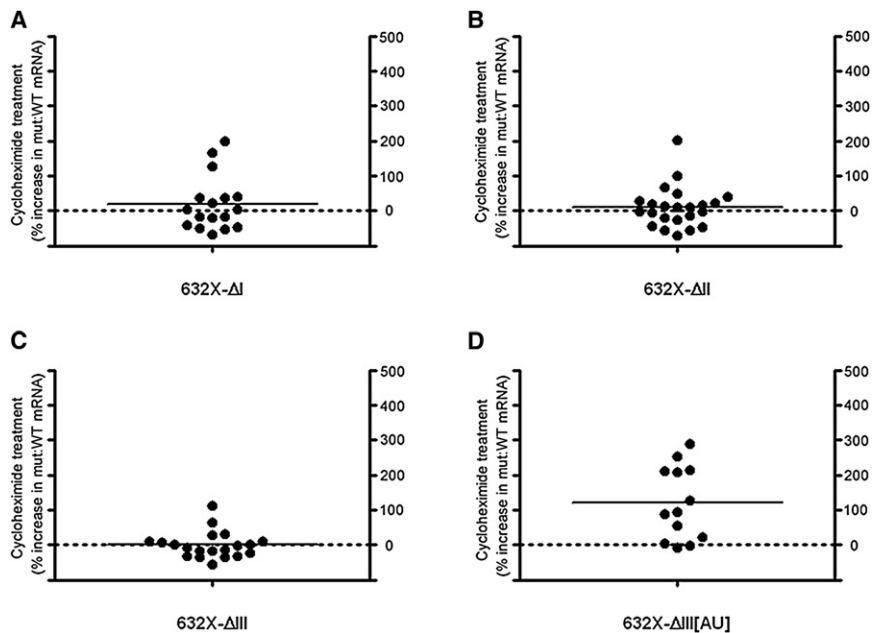 A
Cycloheximide treatment
(% increase in mut:WT mRNA)
500
400
300
200
100
0
632X-ΔI
B
Cycloheximide treatment
(% increase in mut:WT mRNA)
500
400
300
200
100
0
632X-ΔII
C
Cycloheximide treatment
(% increase in mut:WT mRNA)
500
400
300
200
100
0
632X-ΔIII
D
Cycloheximide treatment
(% increase in mut:WT mRNA)
500
400
300
200
100
0
632X-ΔIII[AU]